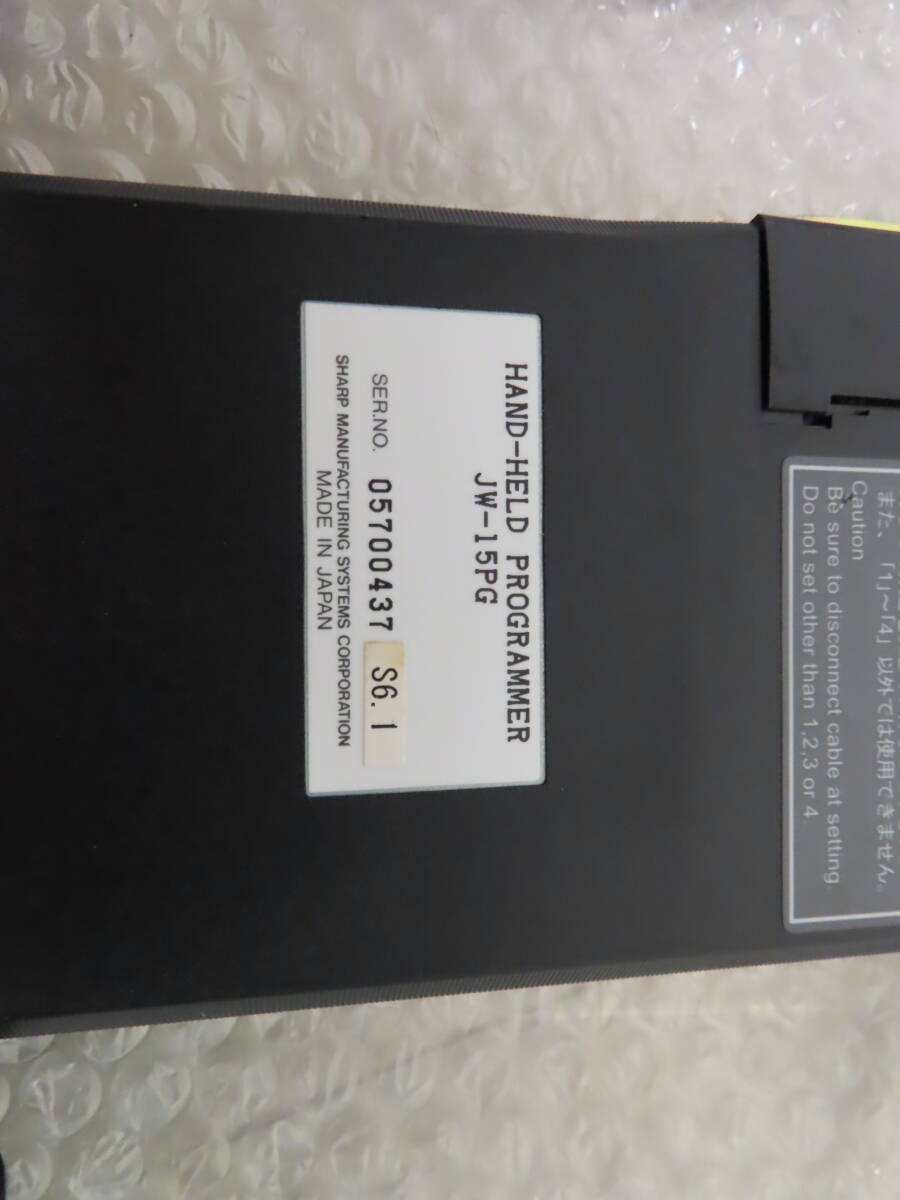 HAND-HELD PROGRAMMER
JW-15PG
SER.NO. 05700437 S6.1
SHARP MANUFACTURING SYSTEMS CORPORATION
MADE IN JAPAN
また、「1」～「4」以外では使用できません。
Caution
Be sure to disconnect cable at setting.
Do not set other than 1,2,3 or 4.